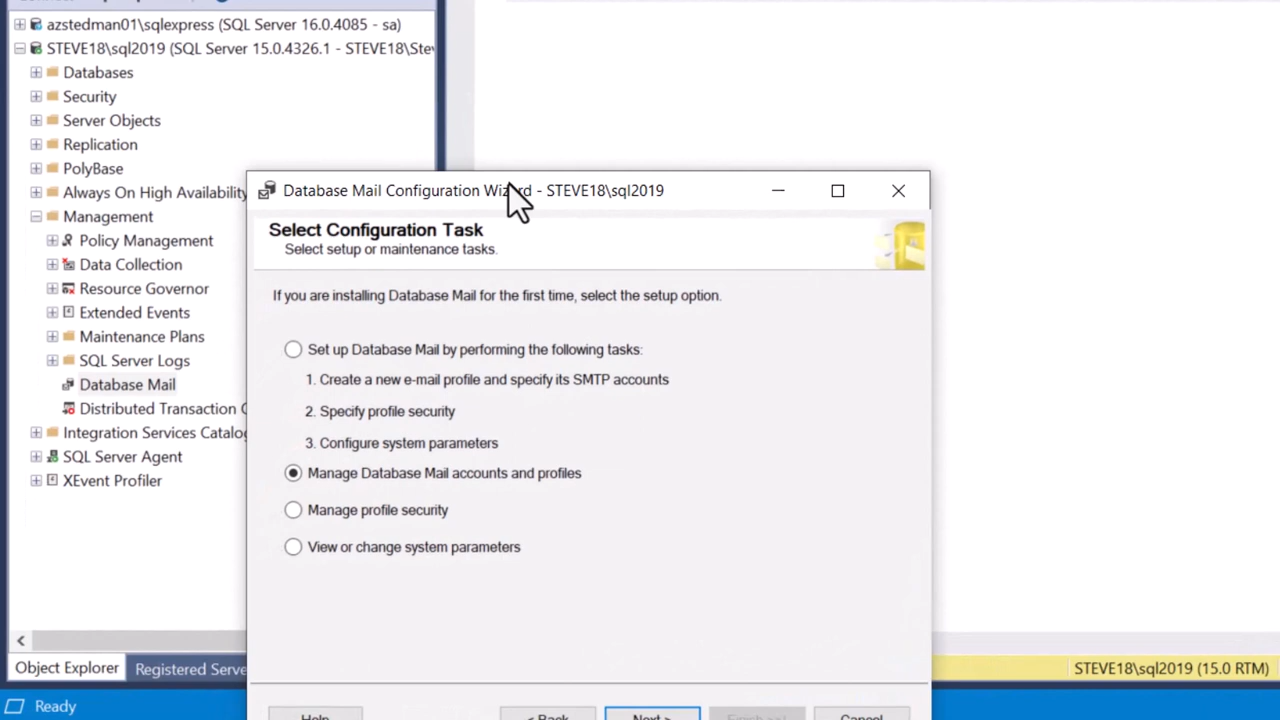 azstedman01\sqlexpress (SQL Server 16.0.4085 - sa)
STEVE18\sql2019 (SQL Server 15.0.4326.1 - STEVE18\Ste
Databases
Security
Server Objects
Replication
PolyBase
Always On High Availability
Management
Policy Management
Data Collection
Resource Governor
Extended Events
Maintenance Plans
SQL Server Logs
Database Mail
Distributed Transaction C
Integration Services Catalog
SQL Server Agent
XEvent Profiler
Object Explorer
Registered Serve
Database Mail Configuration Wizard - STEVE18\sql2019
Select Configuration Task
Select setup or maintenance tasks.
If you are installing Database Mail for the first time, select the setup option.
Set up Database Mail by performing the following tasks:
1. Create a new e-mail profile and specify its SMTP accounts
2. Specify profile security
3. Configure system parameters
Manage Database Mail accounts and profiles
Manage profile security
View or change system parameters
Help
< Back
Next >
Finish >>|
Cancel
STEVE18\sql2019 (15.0 RTM)
Ready